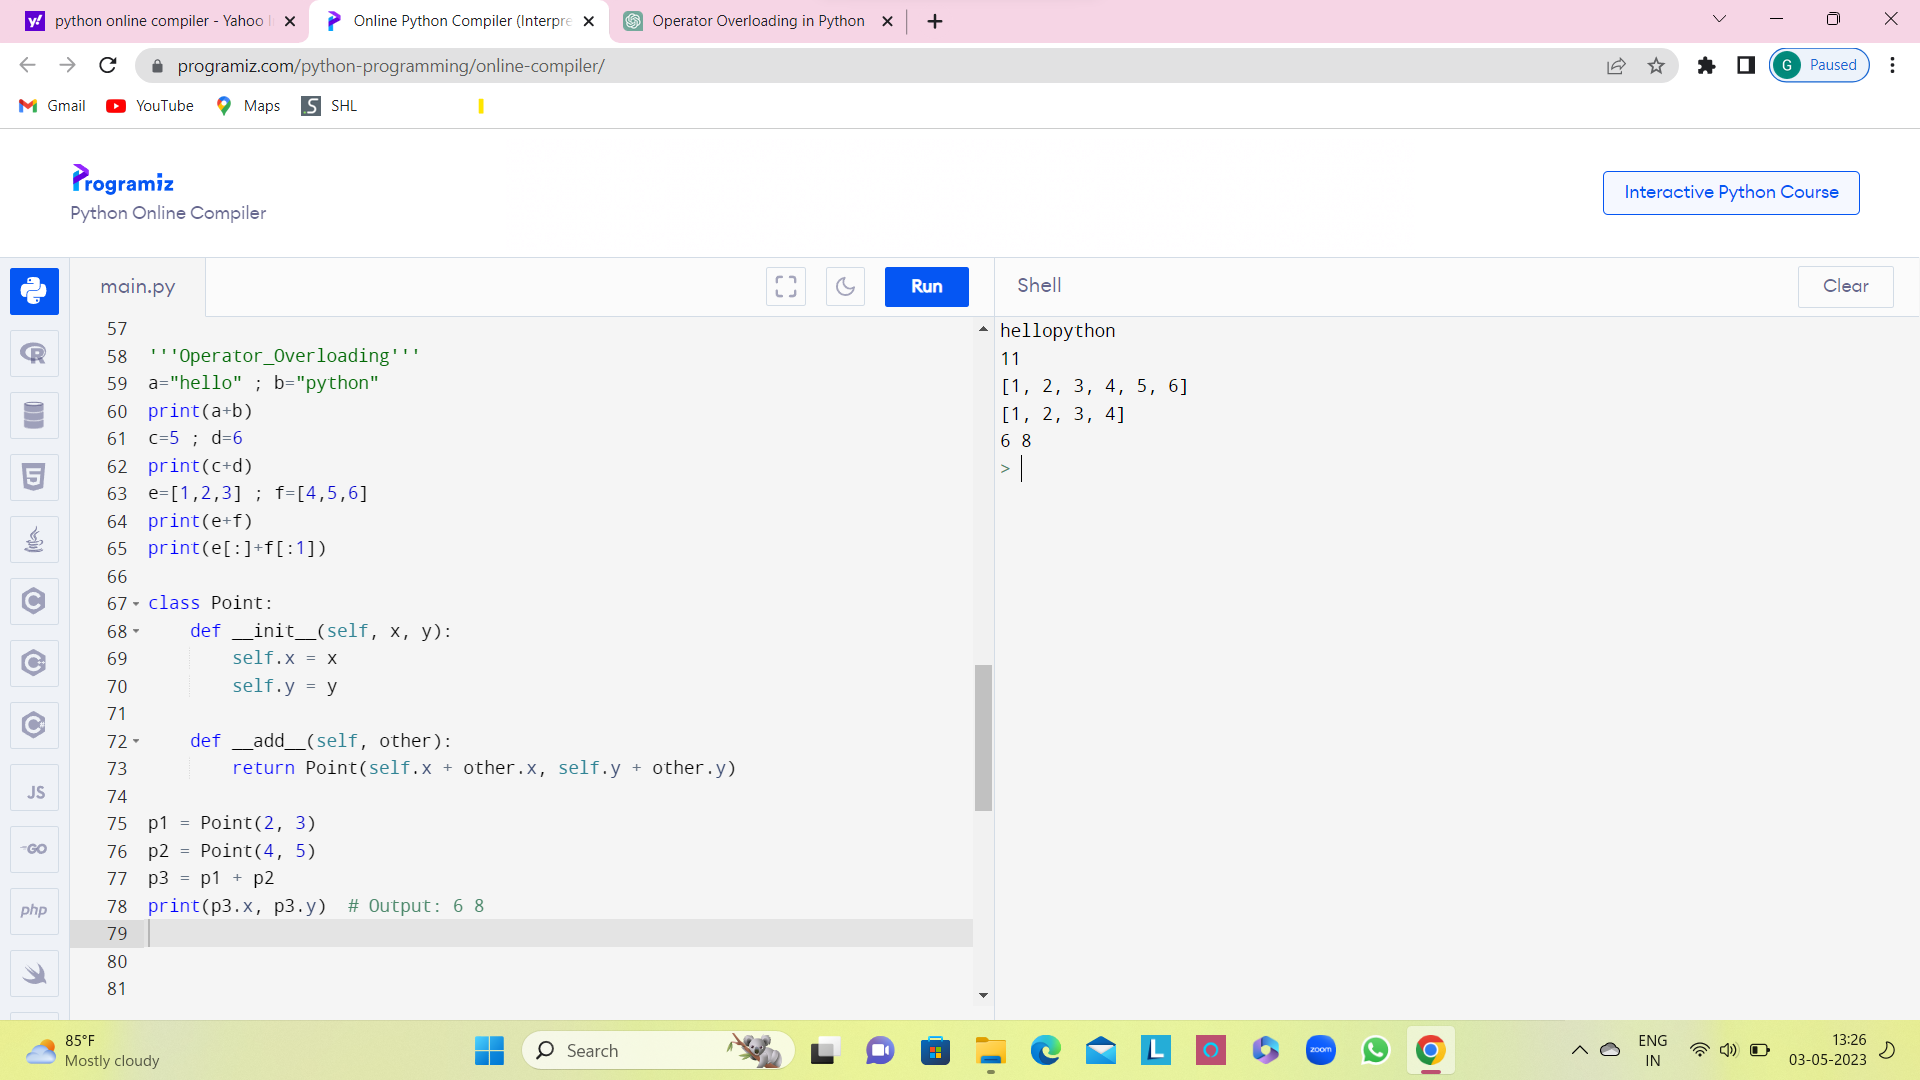 python online compiler - Yahoo
Online Python Compiler (Interpre
Operator Overloading in Python
programiz.com/python-programming/online-compiler/
G Paused
Gmail YouTube Maps SHL
Programiz
Python Online Compiler
Interactive Python Course
main.py
Run
Shell
Clear
57
58 '''Operator_Overloading'''
59 a="hello" ; b="python"
60 print(a+b)
61 c=5 ; d=6
62 print(c+d)
63 e=[1,2,3] ; f=[4,5,6]
64 print(e+f)
65 print(e[:]+f[:1])
66
67 class Point:
68 def __init__(self, x, y):
69 self.x = x
70 self.y = y
71
72 def __add__(self, other):
73 return Point(self.x + other.x, self.y + other.y)
74
75 p1 = Point(2, 3)
76 p2 = Point(4, 5)
77 p3 = p1 + p2
78 print(p3.x, p3.y)  # Output: 6 8
79
80
81
hellopython
11
[1, 2, 3, 4, 5, 6]
[1, 2, 3, 4]
6 8
>
R
5
C
C
C
JS
GO
php
85°F
Mostly cloudy
Search
L
zoom
ENG
IN
13:26
03-05-2023